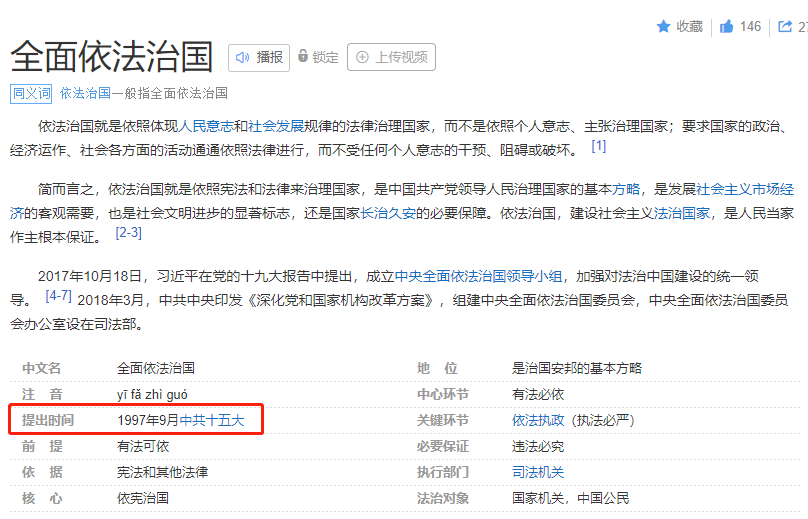 收藏 146 27
全面依法治国 播报 锁定 上传视频
同义词 依法治国一般指全面依法治国
依法治国就是依照体现人民意志和社会发展规律的法律治理国家，而不是依照个人意志、主张治理国家；要求国家的政治、
经济运作、社会各方面的活动通通依照法律进行，而不受任何个人意志的干预、阻碍或破坏。 [1]
简而言之，依法治国就是依照宪法和法律来治理国家，是中国共产党领导人民治理国家的基本方略，是发展社会主义市场经
济的客观需要，也是社会文明进步的显著标志，还是国家长治久安的必要保障。依法治国，建设社会主义法治国家，是人民当家
作主根本保证。 [2-3]
2017年10月18日，习近平在党的十九大报告中提出，成立中央全面依法治国领导小组，加强对法治中国建设的统一领
导。 [4-7] 2018年3月，中共中央印发《深化党和国家机构改革方案》，组建中央全面依法治国委员会，中央全面依法治国委员
会办公室设在司法部。
中文名 全面依法治国 地 位 是治国安邦的基本方略
注 音 yī fǎ zhì guó 中心环节 有法必依
提出时间 1997年9月中共十五大 关键环节 依法执政（执法必严）
前 提 有法可依 必要保证 违法必究
依 据 宪法和其他法律 执行部门 司法机关
核 心 依宪治国 法治对象 国家机关，中国公民